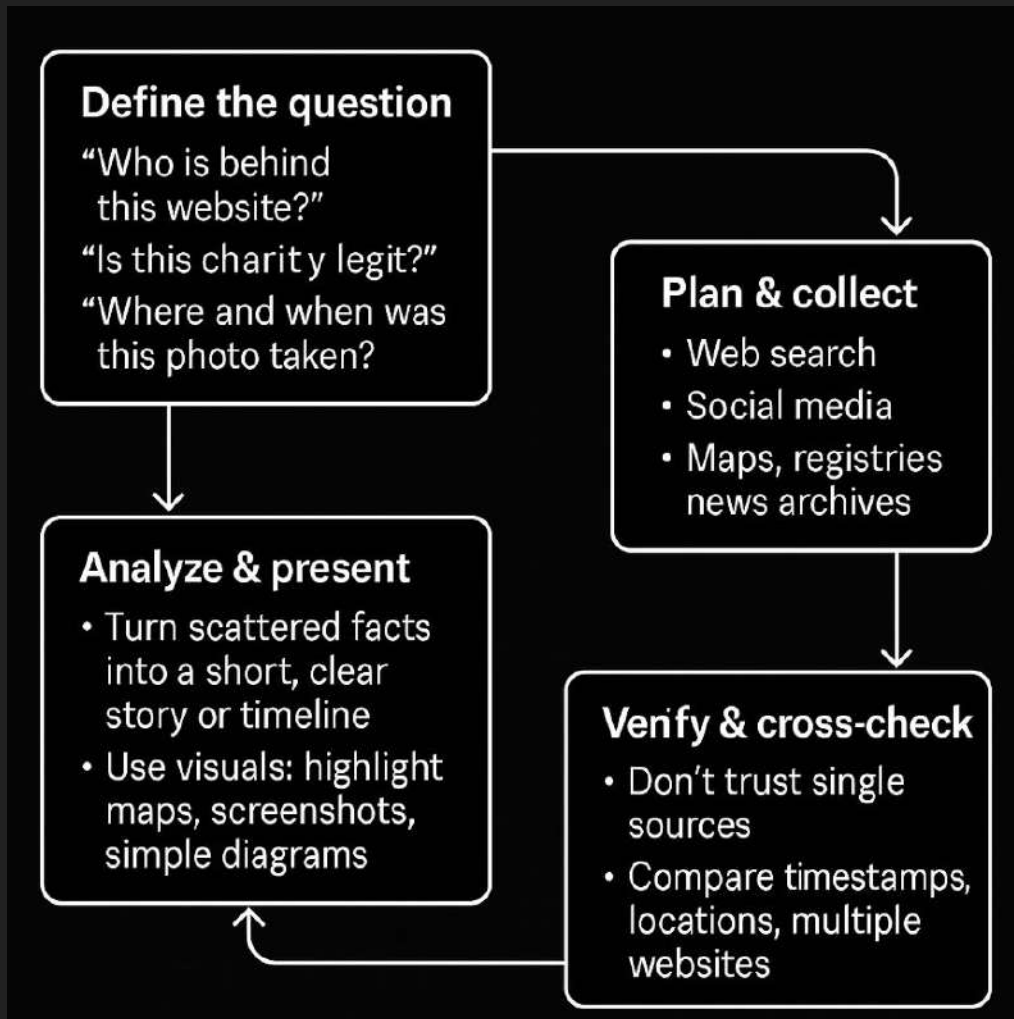 Define the question
“Who is behind
this website?”
“Is this charity legit?”
“Where and when was
this photo taken?
Plan & collect
• Web search
• Social media
• Maps, registries
news archives
Verify & cross-check
• Don’t trust single
sources
• Compare timestamps,
locations, multiple
websites
Analyze & present
• Turn scattered facts
into a short, clear
story or timeline
• Use visuals: highlight
maps, screenshots,
simple diagrams